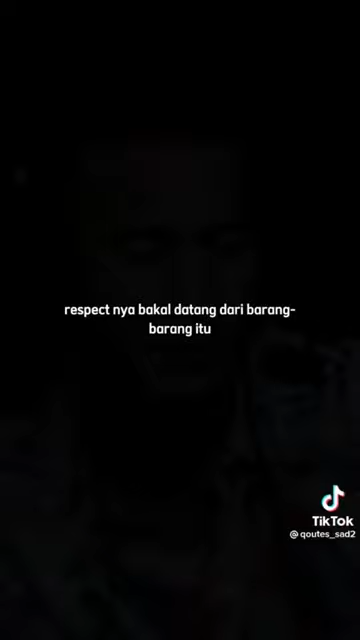 respect nya bakal datang dari barang-
barang itu
TikTok
@qoutes_sad2